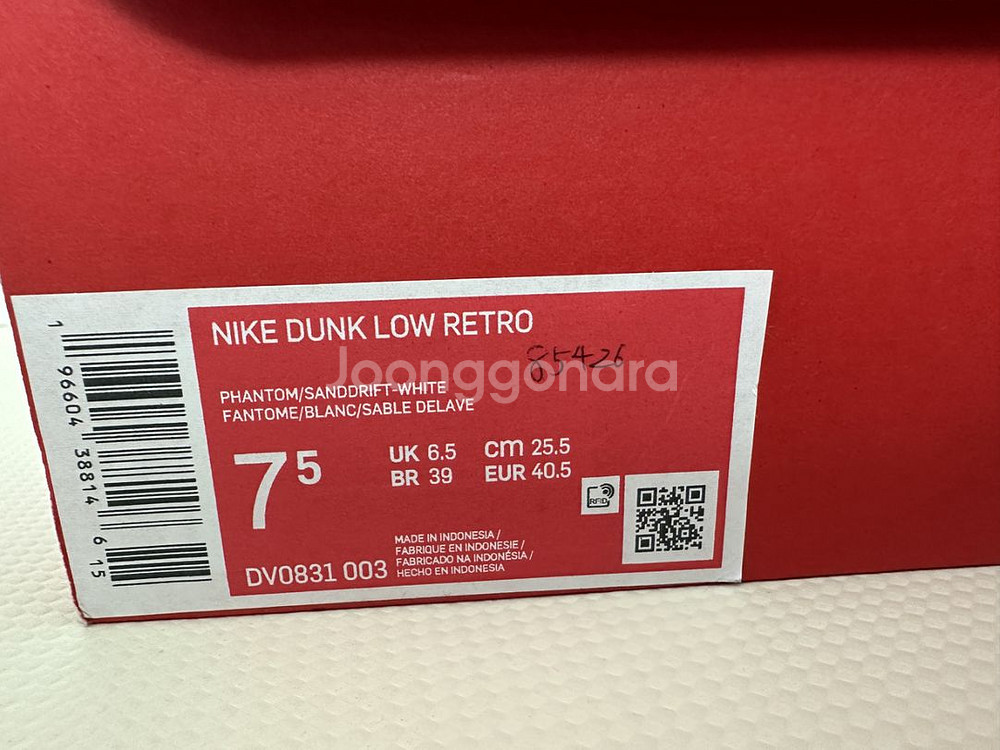 NIKE DUNK LOW RETRO
85426
Joonggonara
PHANTOM/SANDDRIFT-WHITE
FANTOME/BLANC/SABLE DELAVE
7 5
UK 6.5 cm 25.5
BR 39 EUR 40.5
RFID
MADE IN INDONESIA /
FABRIQUE EN INDONESIE /
FABRICADO NA INDONÉSIA /
HECHO EN INDONESIA
DV0831 003
1 96604 38814 6 15